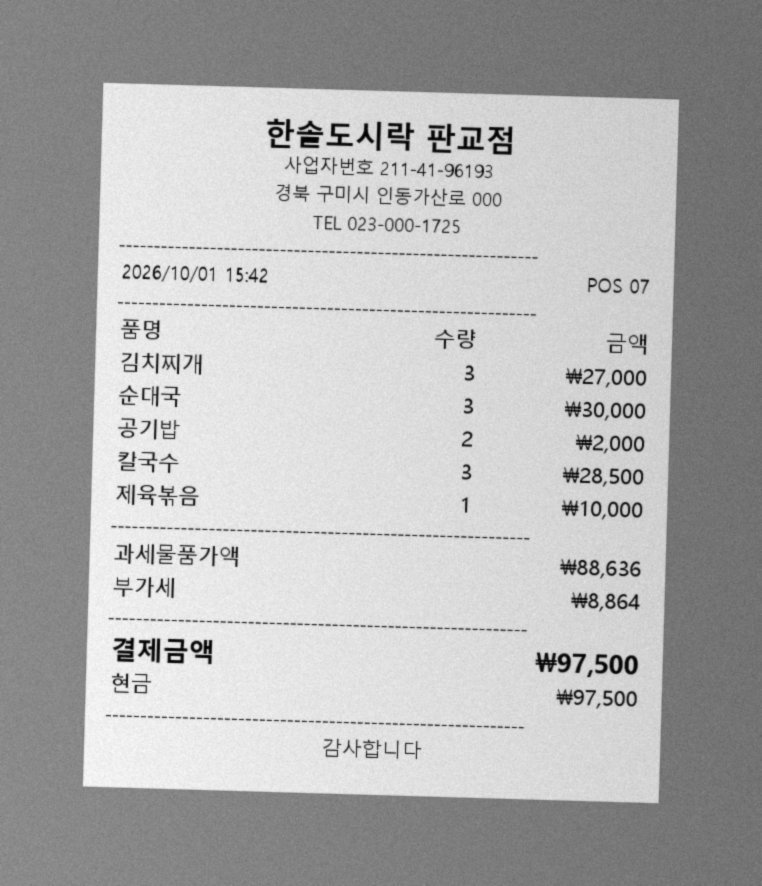 한솥도시락 판교점
사업자번호 211-41-96193
경북 구미시 인동가산로 000
TEL 023-000-1725
2026/10/01 15:42 POS 07
품명 수량 금액
김치찌개 3 ₩27,000
순대국 3 ₩30,000
공기밥 2 ₩2,000
칼국수 3 ₩28,500
제육볶음 1 ₩10,000
과세물품가액 ₩88,636
부가세 ₩8,864
결제금액 ₩97,500
현금 ₩97,500
감사합니다